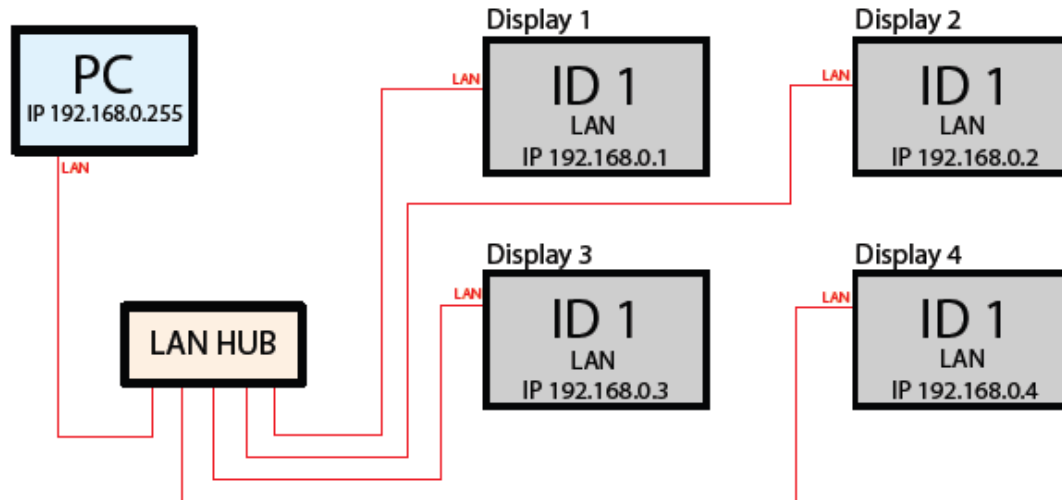 Display 1
Display 2
PC
IP 192.168.0.255
LAN
LAN
ID 1
LAN
IP 192.168.0.1
LAN
ID 1
LAN
IP 192.168.0.2
Display 3
Display 4
LAN HUB
LAN
ID 1
LAN
IP 192.168.0.3
LAN
ID 1
LAN
IP 192.168.0.4